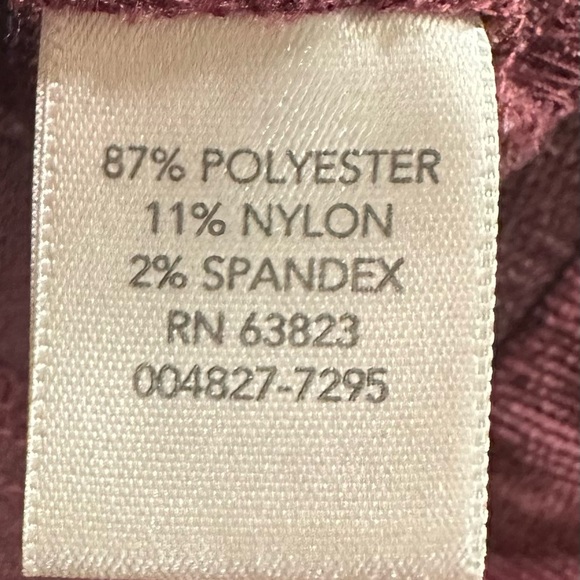 87% POLYESTER
11% NYLON
2% SPANDEX
RN 63823
004827-7295